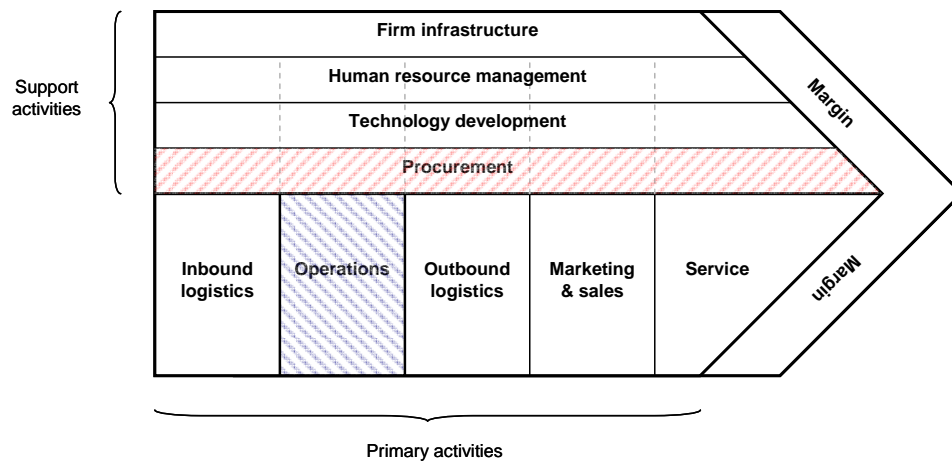 Firm infrastructure
Human resource management
Support
activities
Technology development
Procurement
Margin
Inbound
logistics
Operations
Outbound
logistics
Marketing
& sales
Service
Margin
Primary activities